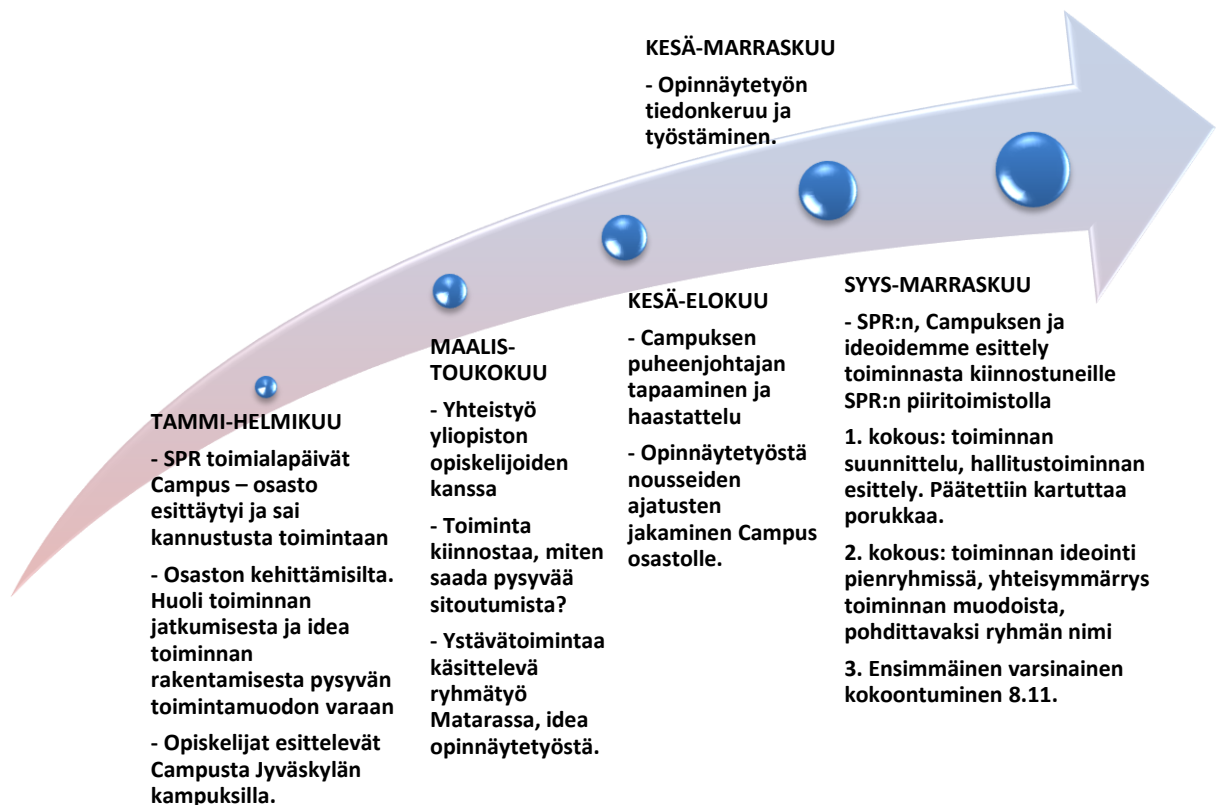 TAMMI-HELMIKUU
- SPR toimialapäivät
Campus – osasto
esittäytyi ja sai
kannustusta toimintaan
- Osaston kehittämisilta.
Huoli toiminnan
jatkumisesta ja idea
toiminnan
rakentamisesta pysyvän
toimintamuodon varaan
- Opiskelijat esittelevät
Campusta Jyväskylän
kampuksilla.
MAALIS-
TOUKOKUU
- Yhteistyö
yliopiston
opiskelijoiden
kanssa
- Toiminta
kiinnostaa, miten
saada pysyvää
sitoutumista?
- Ystävätoimintaa
käsittelevä
ryhmätyö
Matarassa, idea
opinnäytetyöstä.
KESÄ-ELOKUU
- Campuksen
puheenjohtajan
tapaaminen ja
haastattelu
- Opinnäytetyöstä
nousseiden
ajatusten
jakaminen Campus
osastolle.
KESÄ-MARRASKUU
- Opinnäytetyön
tiedonkeruu ja
työstäminen.
SYYS-MARRASKUU
- SPR:n, Campuksen ja
ideoidemme esittely
toiminnasta kiinnostuneille
SPR:n piiritoimistolla
1. kokous: toiminnan
suunnittelu, hallitustoiminnan
esittely. Päätettiin kartuttaa
porukkaa.
2. kokous: toiminnan ideointi
pienryhmissä, yhteisymmärrys
toiminnan muodoista,
pohdittavaksi ryhmän nimi
3. Ensimmäinen varsinainen
kokoontuminen 8.11.